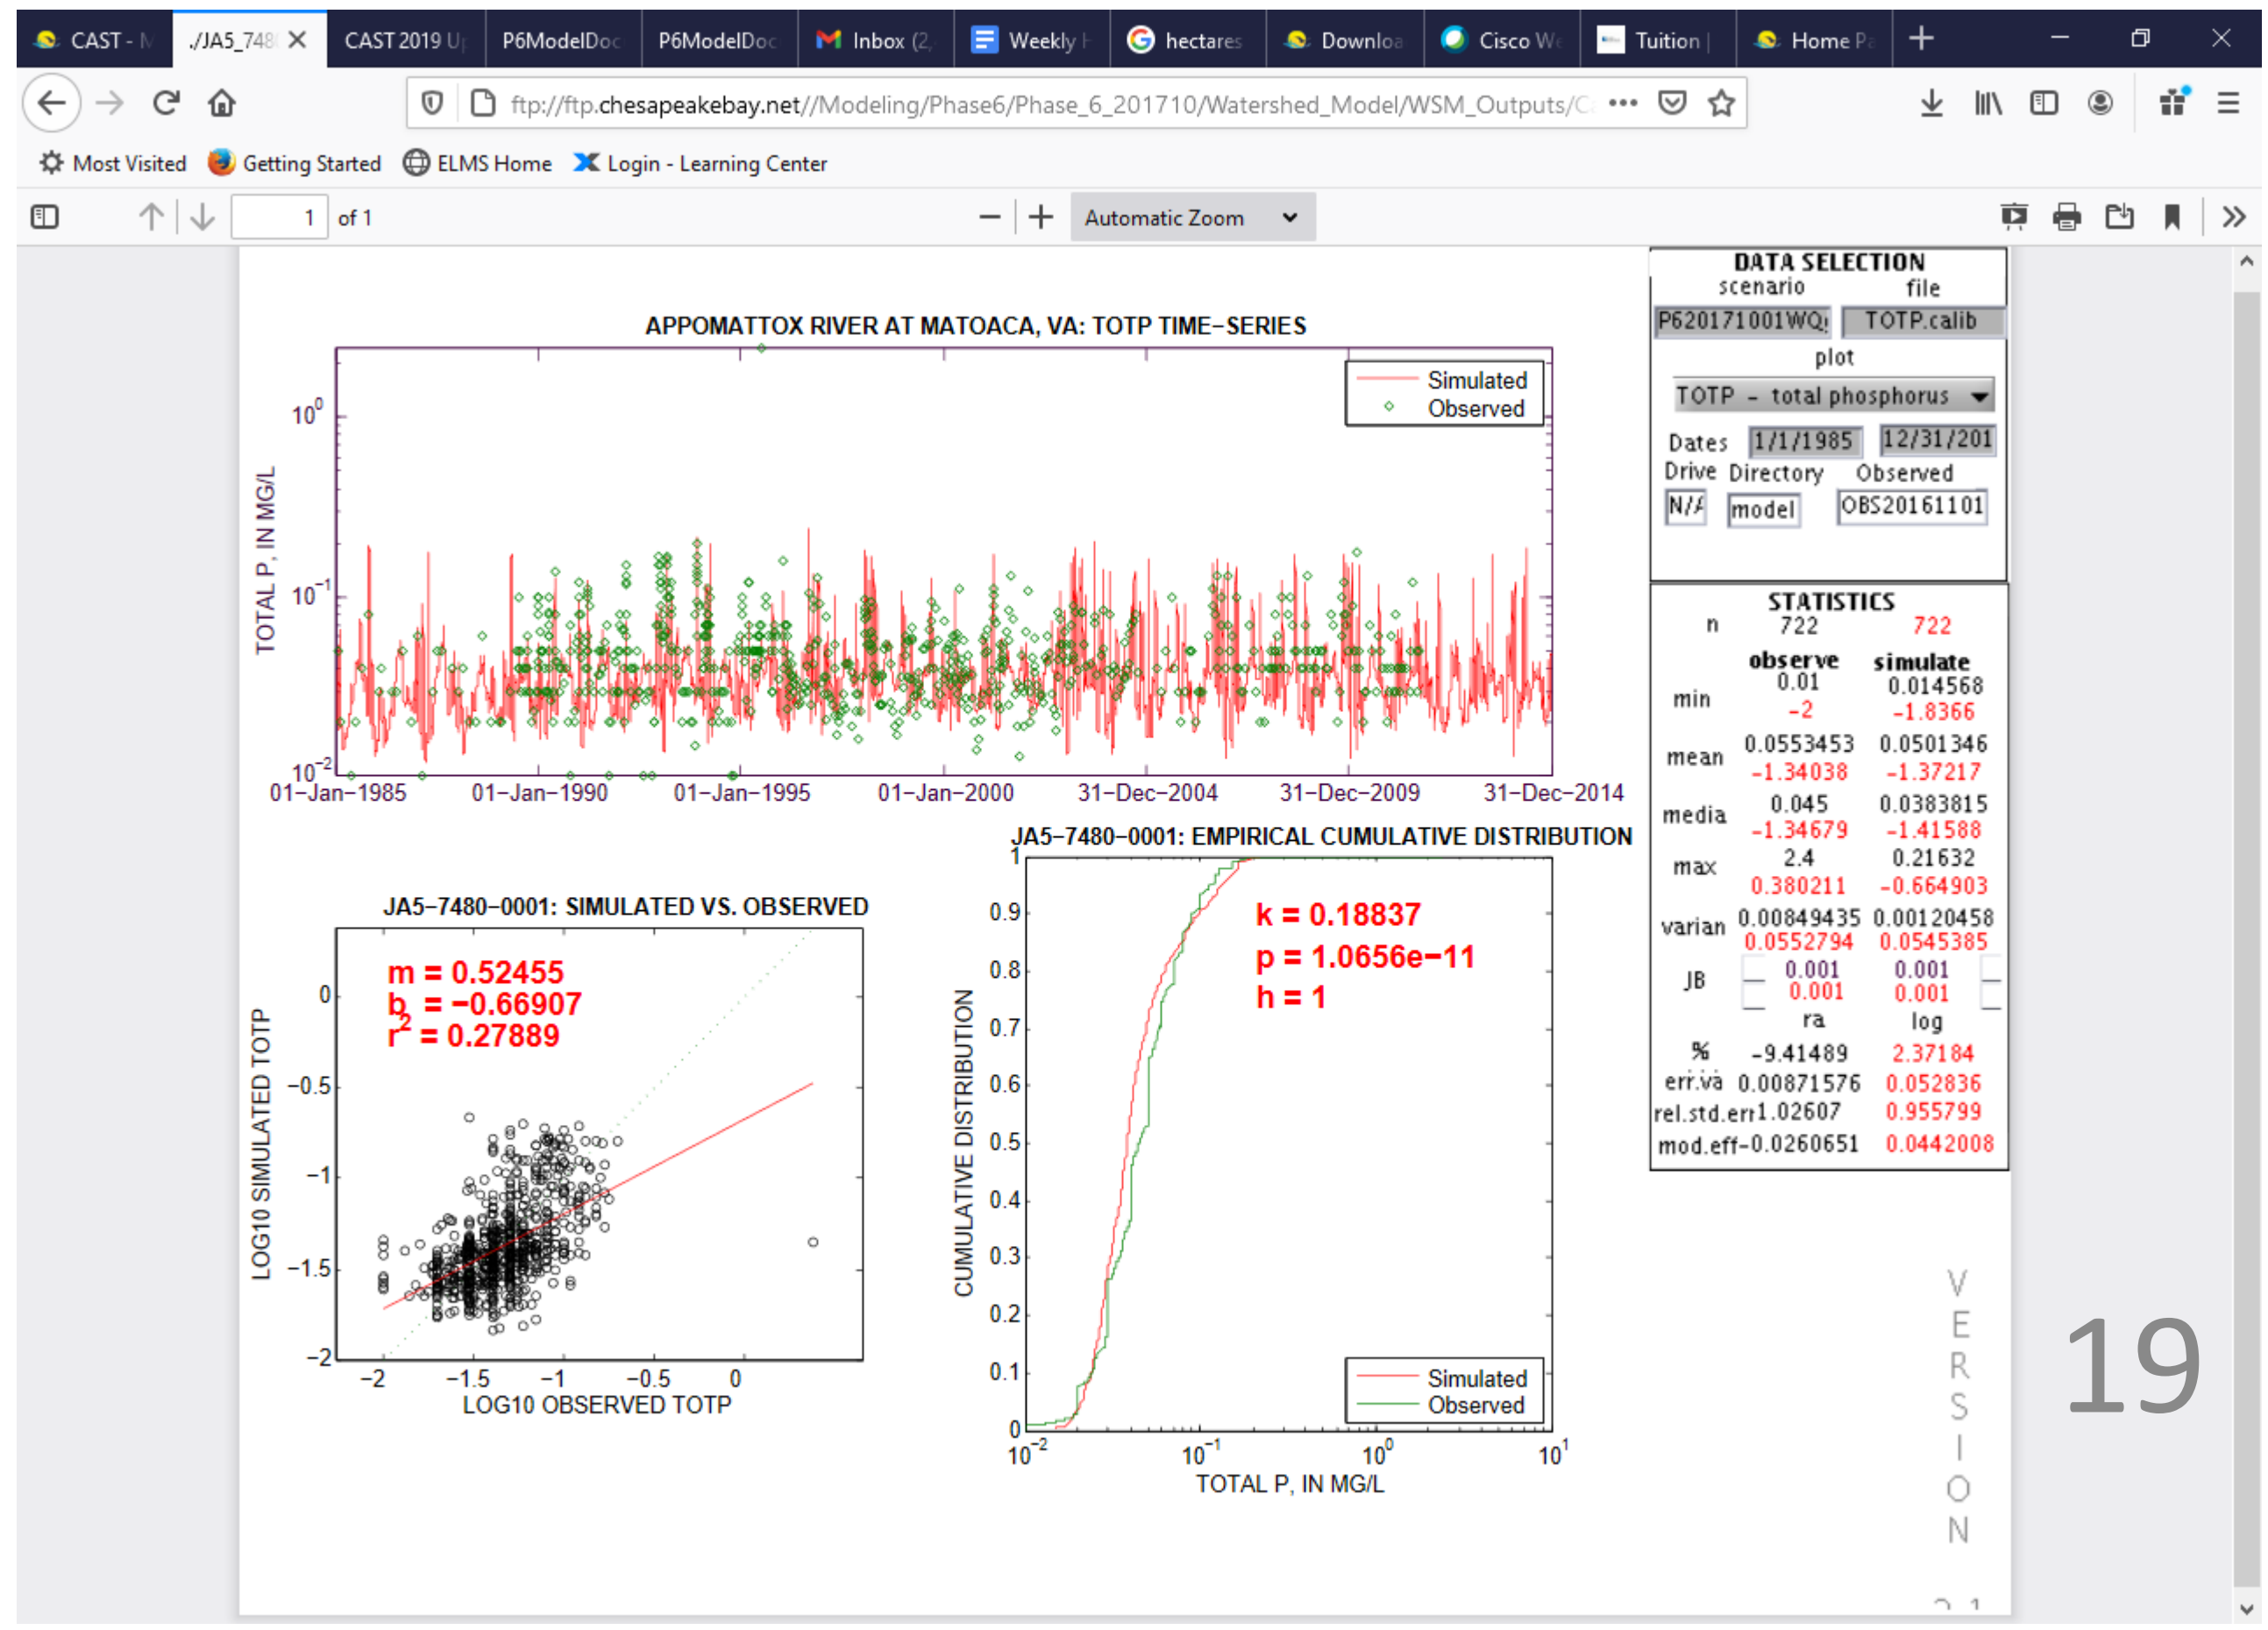 CAST - M
./JA5_748
CAST 2019 Up
P6ModelDoc
P6ModelDoc
Inbox (2,
Weekly H
hectares
Downloa
Cisco We
Tuition |
Home Pa
ftp://ftp.chesapeakebay.net//Modeling/Phase6/Phase_6_201710/Watershed_Model/WSM_Outputs/C
Most Visited
Getting Started
ELMS Home
Login - Learning Center
1 of 1
Automatic Zoom
APPOMATTOX RIVER AT MATOACA, VA: TOTP TIME-SERIES
TOTAL P, IN MG/L
10^0
10^-1
10^-2
01-Jan-1985 01-Jan-1990 01-Jan-1995 01-Jan-2000 31-Dec-2004 31-Dec-2009 31-Dec-2014
Simulated
Observed
JA5-7480-0001: SIMULATED VS. OBSERVED
m = 0.52455
b = -0.66907
r^2 = 0.27889
LOG10 SIMULATED TOTP
0
-0.5
-1
-1.5
-2
-2 -1.5 -1 -0.5 0
LOG10 OBSERVED TOTP
JA5-7480-0001: EMPIRICAL CUMULATIVE DISTRIBUTION
k = 0.18837
p = 1.0656e-11
h = 1
CUMULATIVE DISTRIBUTION
1
0.9
0.8
0.7
0.6
0.5
0.4
0.3
0.2
0.1
0
10^-2 10^-1 10^0 10^1
TOTAL P, IN MG/L
Simulated
Observed
DATA SELECTION
scenario file
P620171001WQ TOTP.calib
plot
TOTP - total phosphorus
Dates 1/1/1985 12/31/201
Drive Directory Observed
N/A model OBS20161101
STATISTICS
n 722 722
observe simulate
min 0.01 0.014568
-2 -1.8366
mean 0.0553453 0.0501346
-1.34038 -1.37217
media 0.045 0.0383815
-1.34679 -1.41588
max 2.4 0.21632
0.380211 -0.664903
varian 0.00849435 0.00120458
0.0552794 0.0545385
JB 0.001 0.001
0.001 0.001
ra log
% -9.41489 2.37184
err.va 0.00871576 0.052836
rel.std.err 1.02607 0.955799
mod.eff -0.0260651 0.0442008
VERSION
19